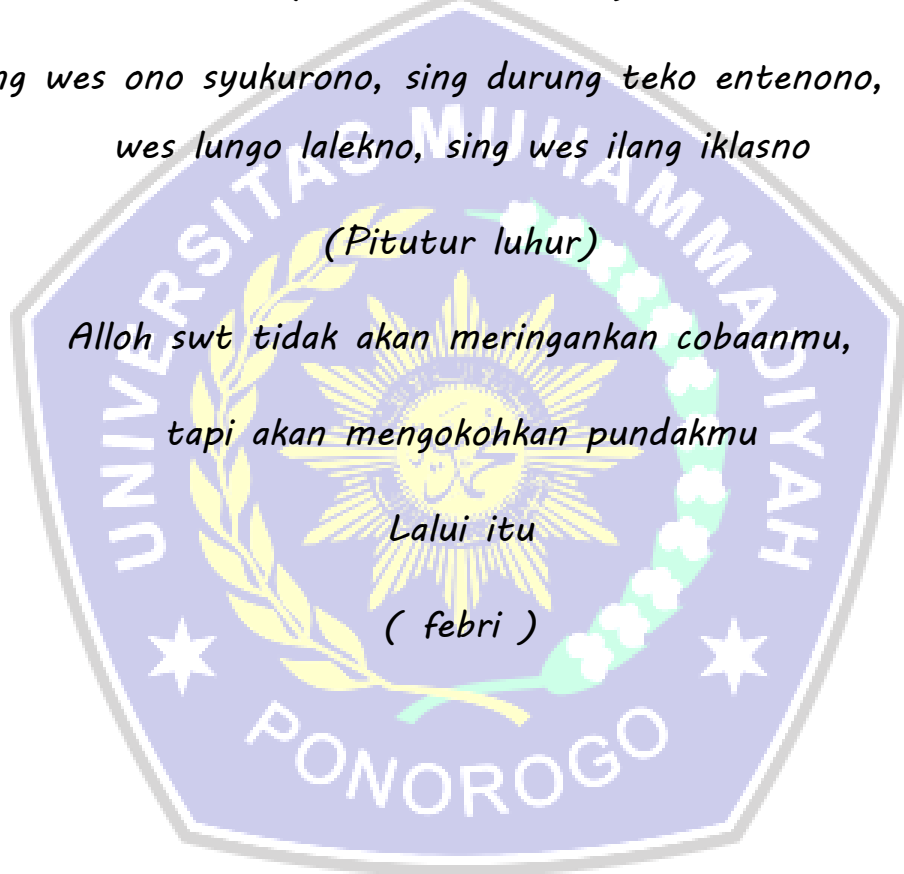 ng wes ono syukurono, sing durung teko entenono,
wes lungo lalekno, sing wes ilang iklasno
(Pitutur luhur)
Alloh swt tidak akan meringankan cobaanmu,
tapi akan mengokohkan pundakmu
Lalui itu
( febri )
UNIVERSITAS MUHAMMADIYAH
PONOROGO